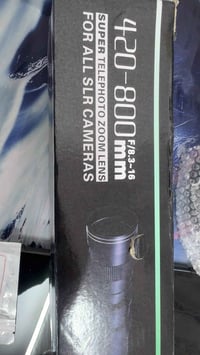 420-800mm
F/8.3~16
SUPER TELEPHOTO ZOOM LENS
FOR ALL SLR CAMERAS